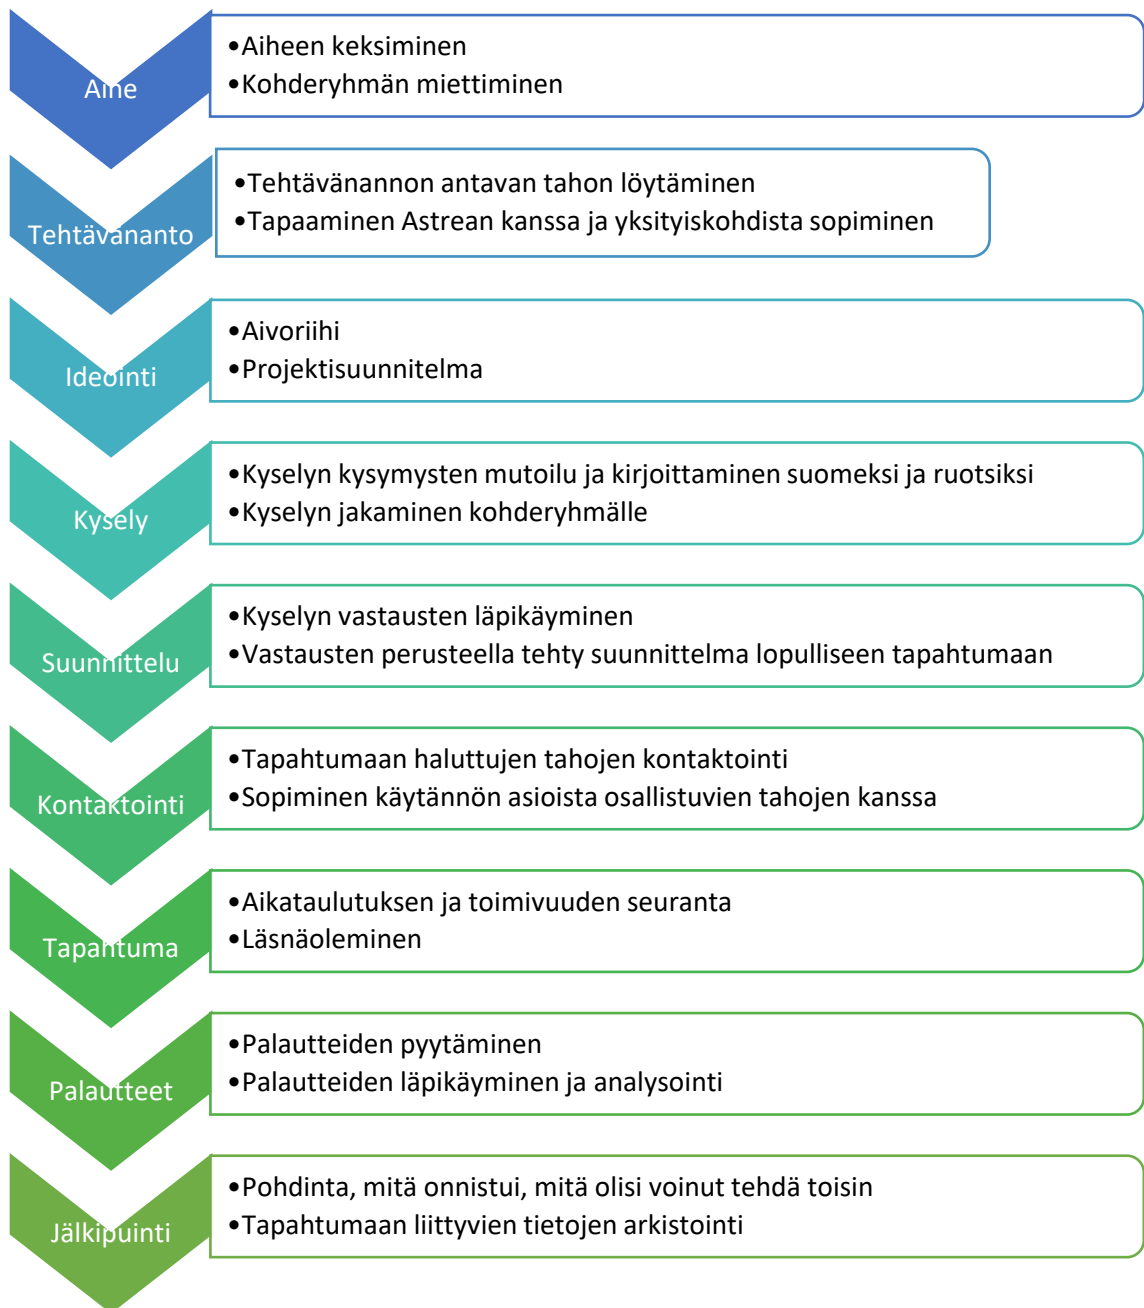 Aihe
•Aiheen keksiminen
•Kohderyhmän miettiminen
Tehtävänanto
•Tehtävänannon antavan tahon löytäminen
•Tapaaminen Astrean kanssa ja yksityiskohdista sopiminen
Ideointi
•Aivoriihi
•Projektisuunnitelma
Kysely
•Kyselyn kysymysten mutoilu ja kirjoittaminen suomeksi ja ruotsiksi
•Kyselyn jakaminen kohderyhmälle
Suunnittelu
•Kyselyn vastausten läpikäyminen
•Vastausten perusteella tehty suunnittelma lopulliseen tapahtumaan
Kontaktointi
•Tapahtumaan haluttujen tahojen kontaktointi
•Sopiminen käytännön asioista osallistuvien tahojen kanssa
Tapahtuma
•Aikataulutuksen ja toimivuuden seuranta
•Läsnäoleminen
Palautteet
•Palautteiden pyytäminen
•Palautteiden läpikäyminen ja analysointi
Jälkipuinti
•Pohdinta, mitä onnistui, mitä olisi voinut tehdä toisin
•Tapahtumaan liittyvien tietojen arkistointi